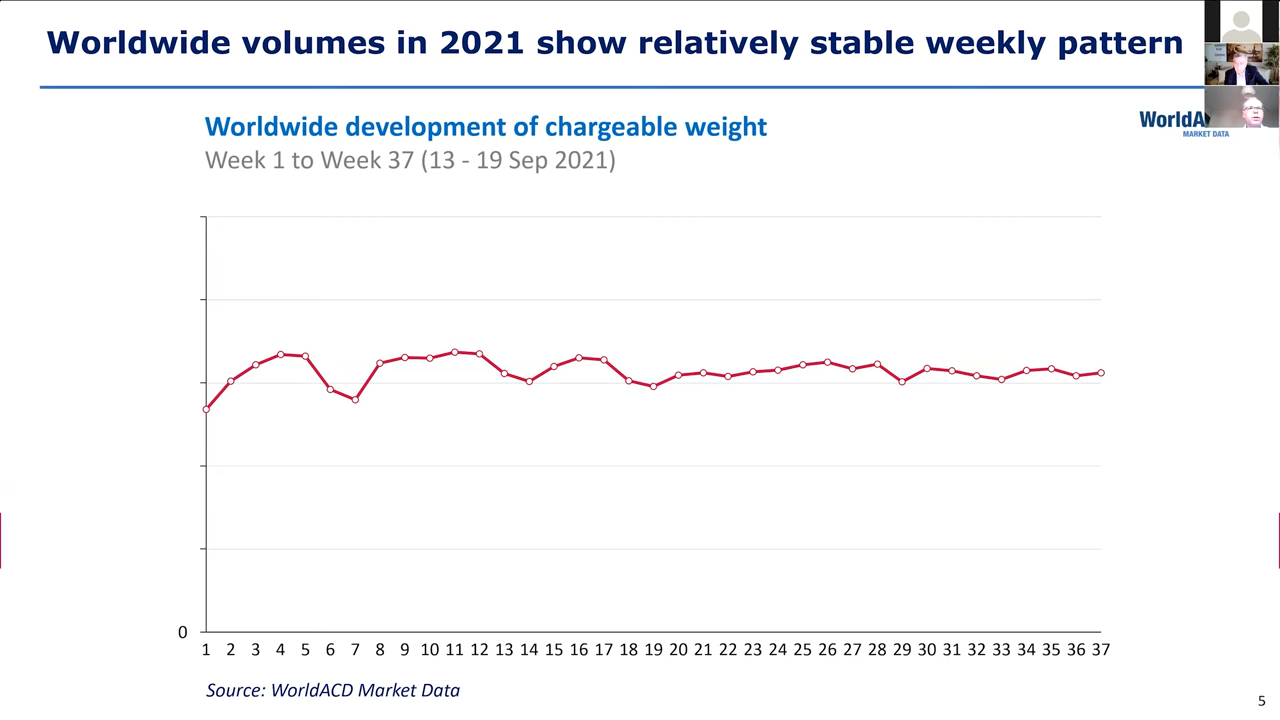 Worldwide volumes in 2021 show relatively stable weekly pattern
WorldA
MARKET DATA
Worldwide development of chargeable weight
Week 1 to Week 37 (13 - 19 Sep 2021)
0
1 2 3 4 5 6 7 8 9 10 11 12 13 14 15 16 17 18 19 20 21 22 23 24 25 26 27 28 29 30 31 32 33 34 35 36 37
Source: WorldACD Market Data
5